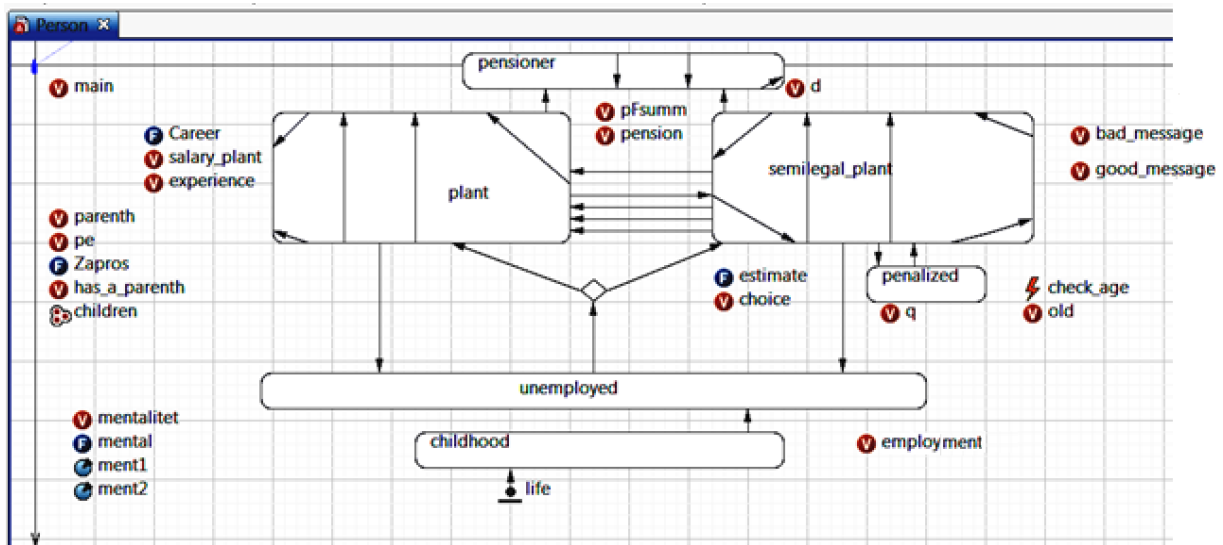 Person
pensioner
main
d
pFsumm
pension
Career
salary_plant
experience
bad_message
good_message
semilegal_plant
plant
parenth
pe
Zapros
has_a_parenth
children
estimate
choice
penalized
q
check_age
old
unemployed
mentalitet
mental
ment1
ment2
childhood
employment
life